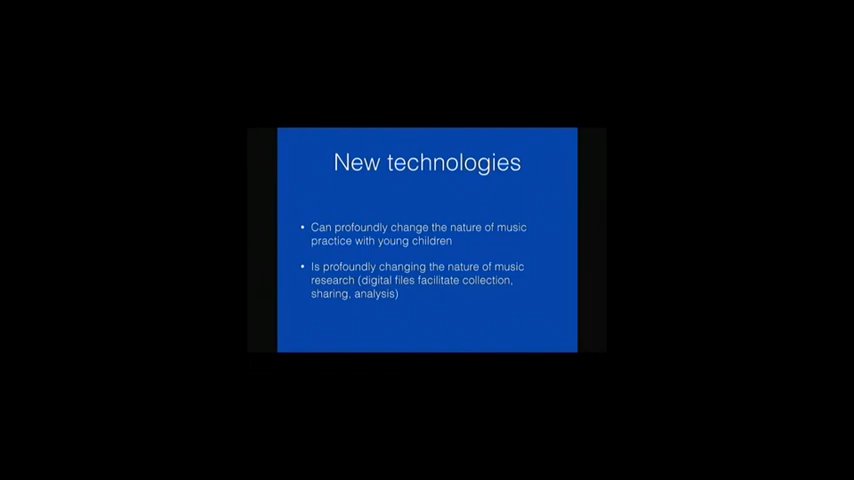 New technologies
• Can profoundly change the nature of music
practice with young children
• Is profoundly changing the nature of music
research (digital files facilitate collection,
sharing, analysis)